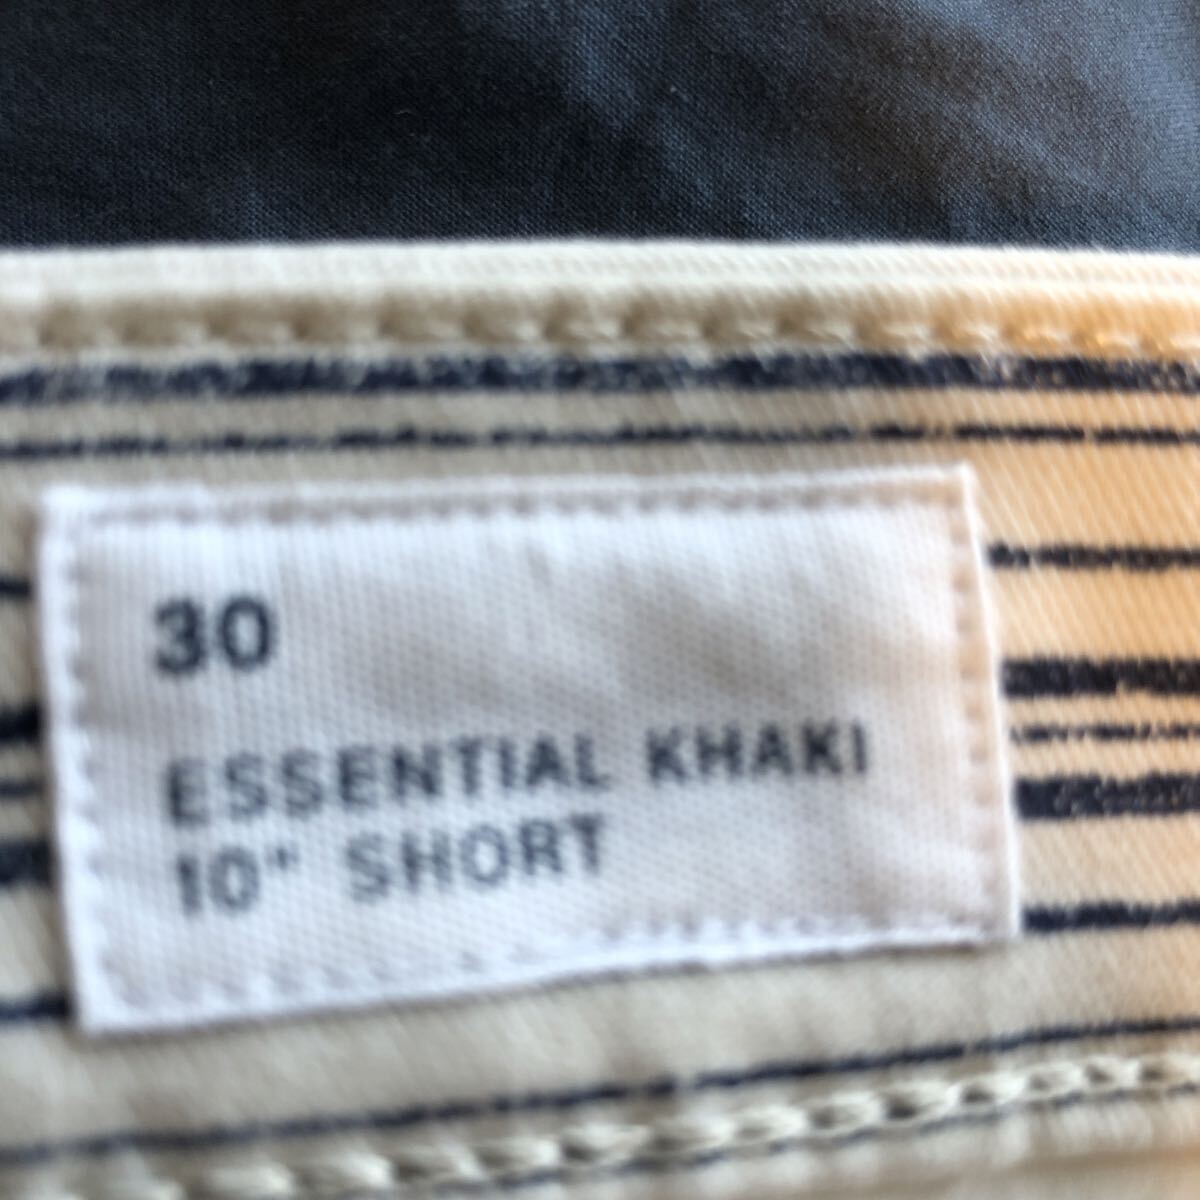 30
ESSENTIAL KHAKI
10" SHORT